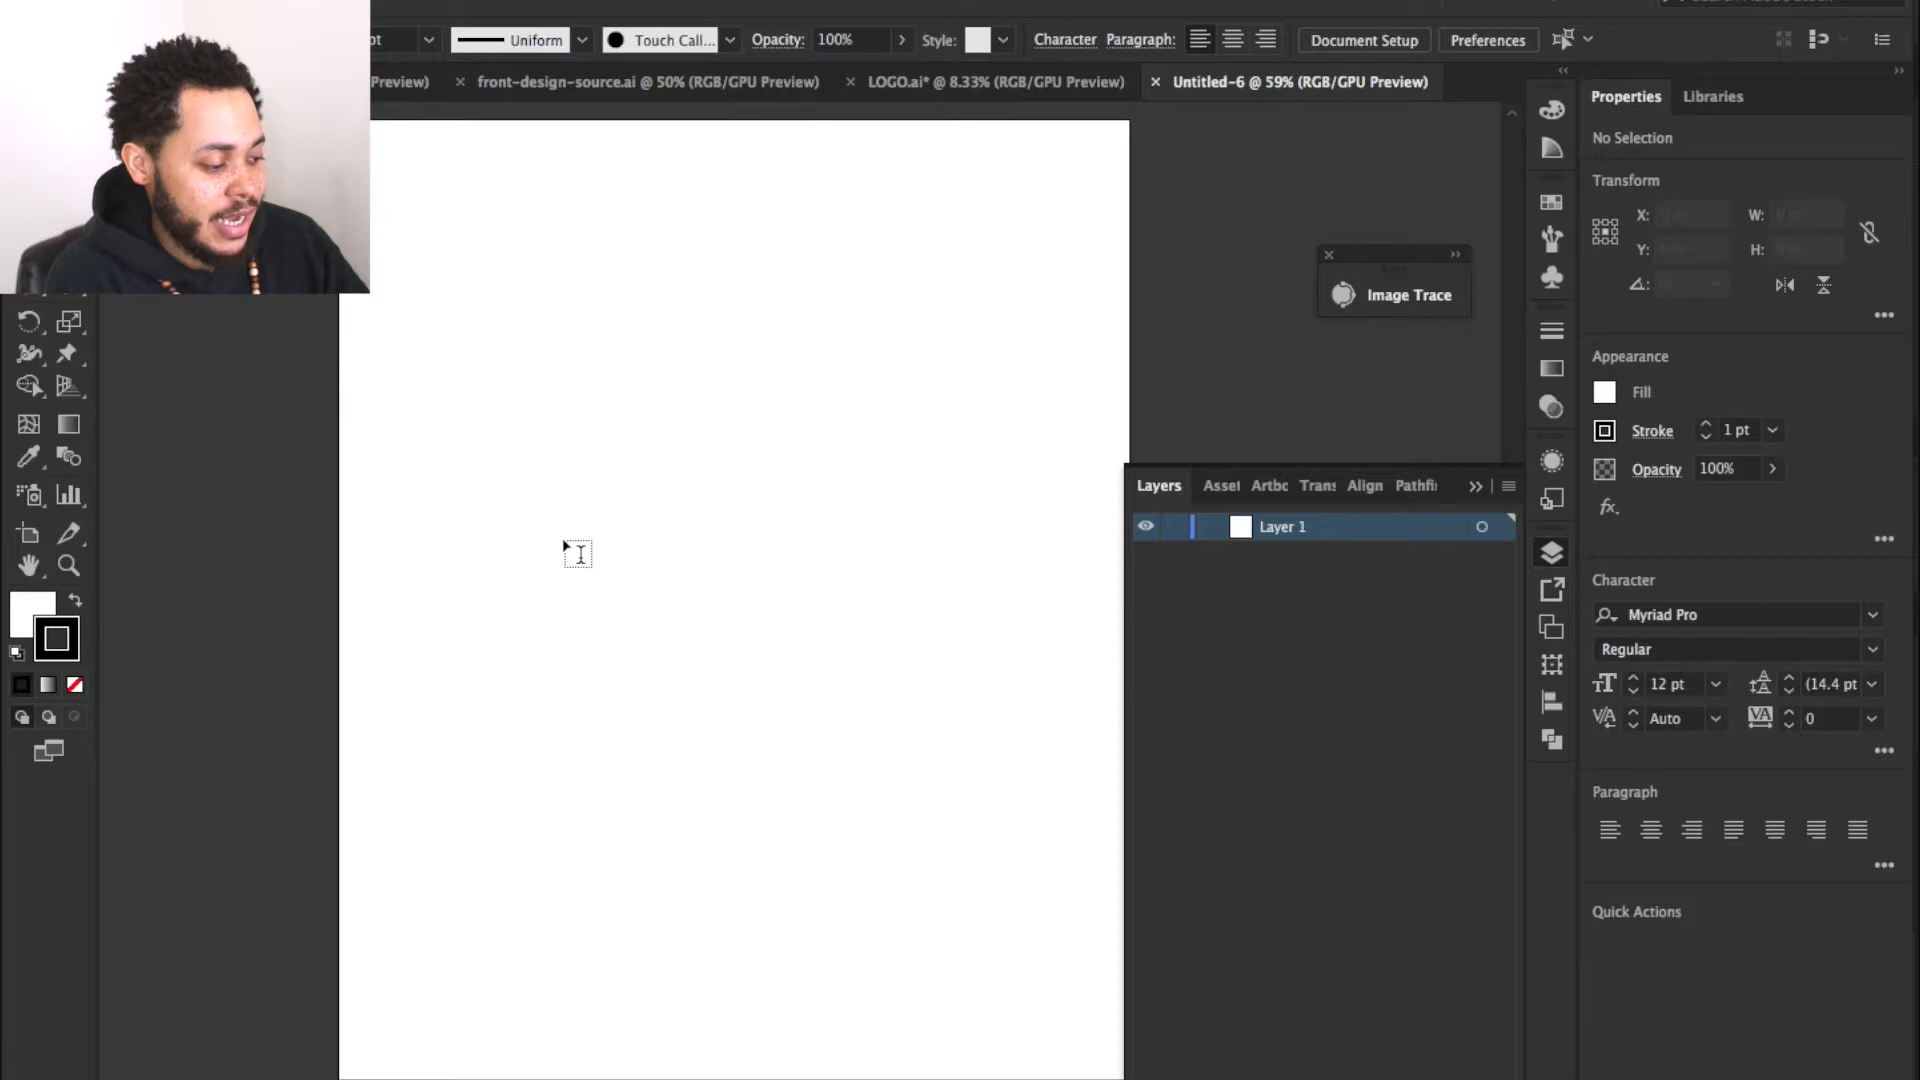 pt Uniform Touch Call... Opacity: 100% Style: Character Paragraph: Document Setup Preferences
Preview) × front-design-source.ai @ 50% (RGB/GPU Preview) × LOGO.ai* @ 8.33% (RGB/GPU Preview) × Untitled-6 @ 59% (RGB/GPU Preview)
Properties Libraries
No Selection
Transform
X: W:
Y: H:
Image Trace
Appearance
Fill
Stroke 1 pt
Opacity 100%
fx.
Layers Asset Artbc Trans Align Pathfi
Layer 1
Character
Myriad Pro
Regular
12 pt (14.4 pt
Auto 0
Paragraph
Quick Actions